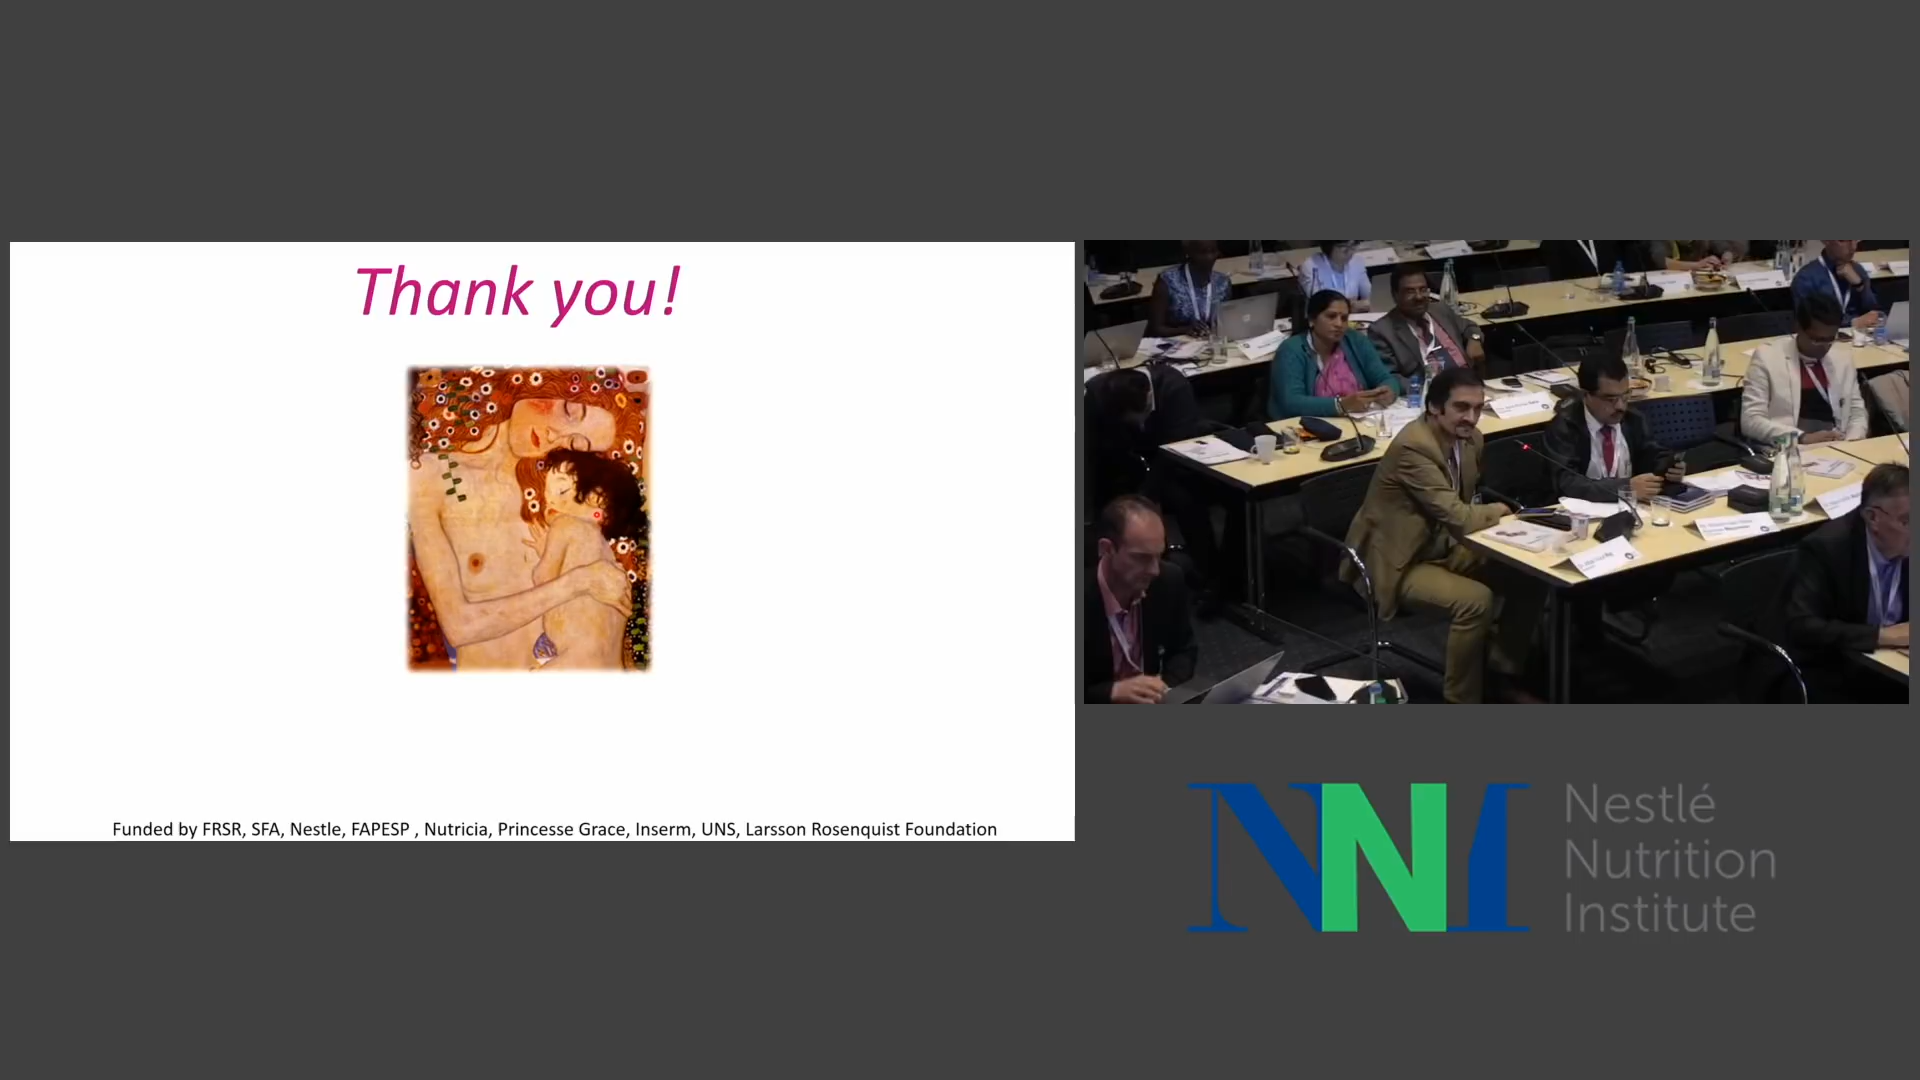 Thank you!
Funded by FRSR, SFA, Nestle, FAPESP , Nutricia, Princesse Grace, Inserm, UNS, Larsson Rosenquist Foundation
NNI
Nestlé
Nutrition
Institute